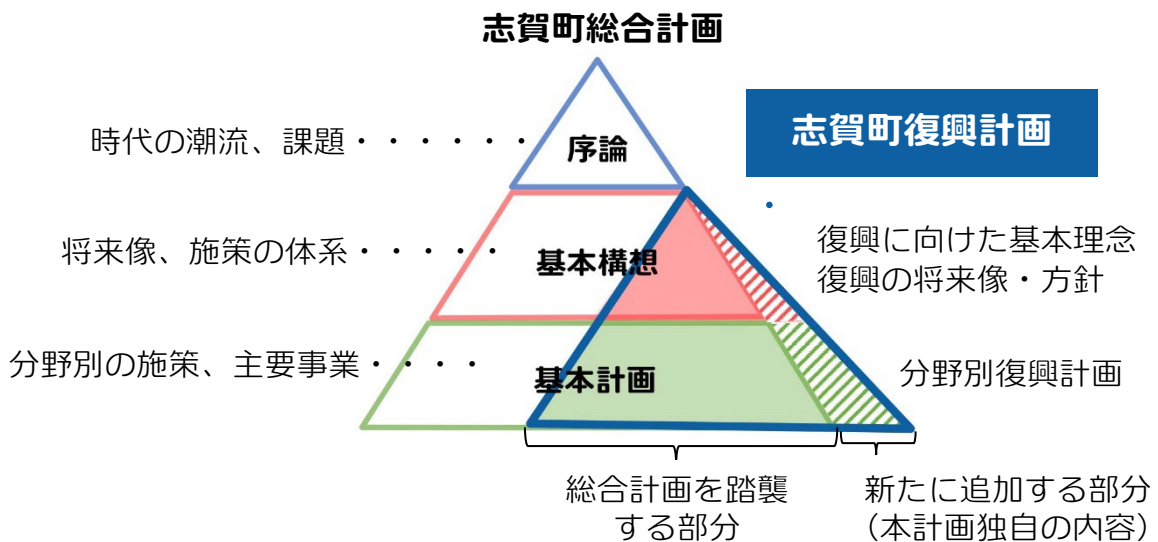 志賀町総合計画
志賀町復興計画
時代の潮流、課題・・・・・・
序論
将来像、施策の体系・・・・・
基本構想
復興に向けた基本理念
復興の将来像・方針
分野別の施策、主要事業・・・・
基本計画
分野別復興計画
総合計画を踏襲
する部分
新たに追加する部分
（本計画独自の内容）